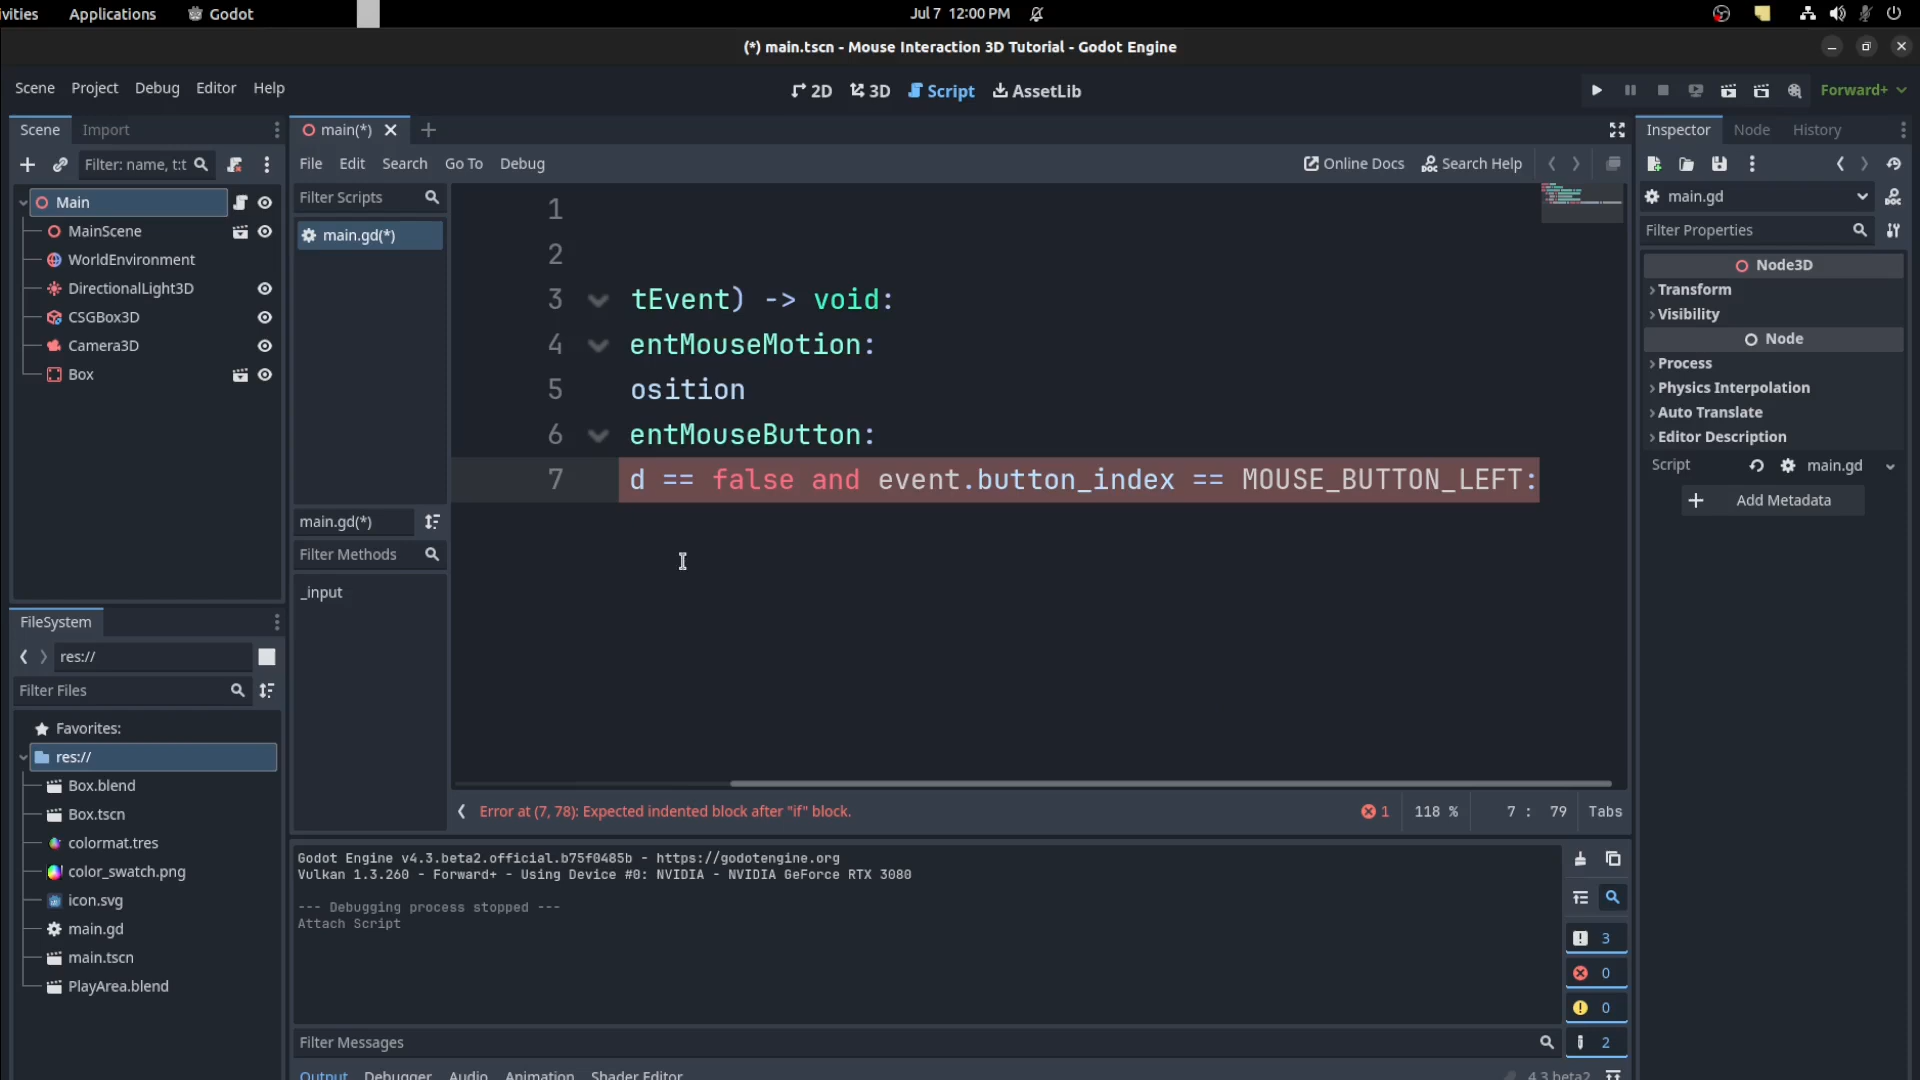 vities Applications Godot Jul 7 12:00 PM
(*) main.tscn - Mouse Interaction 3D Tutorial - Godot Engine
Scene Project Debug Editor Help 2D 3D Script AssetLib Forward+
Scene Import
Filter: name, t:t
Main
MainScene
WorldEnvironment
DirectionalLight3D
CSGBox3D
Camera3D
Box
FileSystem
res://
Filter Files
Favorites:
res://
Box.blend
Box.tscn
colormat.tres
color_swatch.png
icon.svg
main.gd
main.tscn
PlayArea.blend
main(*)
File Edit Search Go To Debug Online Docs Search Help
Filter Scripts
main.gd(*)
main.gd(*)
Filter Methods
_input
1
2
3 tEvent) -> void:
4 entMouseMotion:
5 osition
6 entMouseButton:
7 d == false and event.button_index == MOUSE_BUTTON_LEFT:
Error at (7, 78): Expected indented block after "if" block. 1 118 % 7 : 79 Tabs
Godot Engine v4.3.beta2.official.b75f0485b - https://godotengine.org
Vulkan 1.3.260 - Forward+ - Using Device #0: NVIDIA - NVIDIA GeForce RTX 3080
--- Debugging process stopped ---
Attach Script
3
0
0
2
Filter Messages
Output Debugger Audio Animation Shader Editor 4.3.beta2
Inspector Node History
main.gd
Filter Properties
Node3D
Transform
Visibility
Node
Process
Physics Interpolation
Auto Translate
Editor Description
Script main.gd
Add Metadata